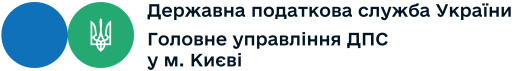 Державна податкова служба України
Головне управління ДПС
у м. Києві